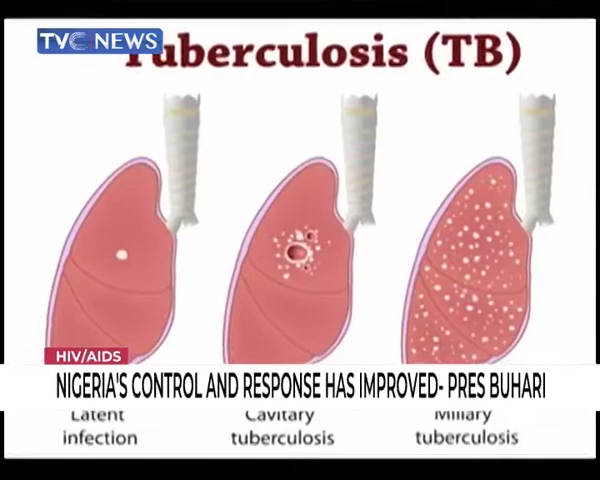 TVC NEWS
Tuberculosis (TB)
HIV/AIDS
NIGERIA'S CONTROL AND RESPONSE HAS IMPROVED- PRES BUHARI
Latent Cavitary Miliary
infection tuberculosis tuberculosis